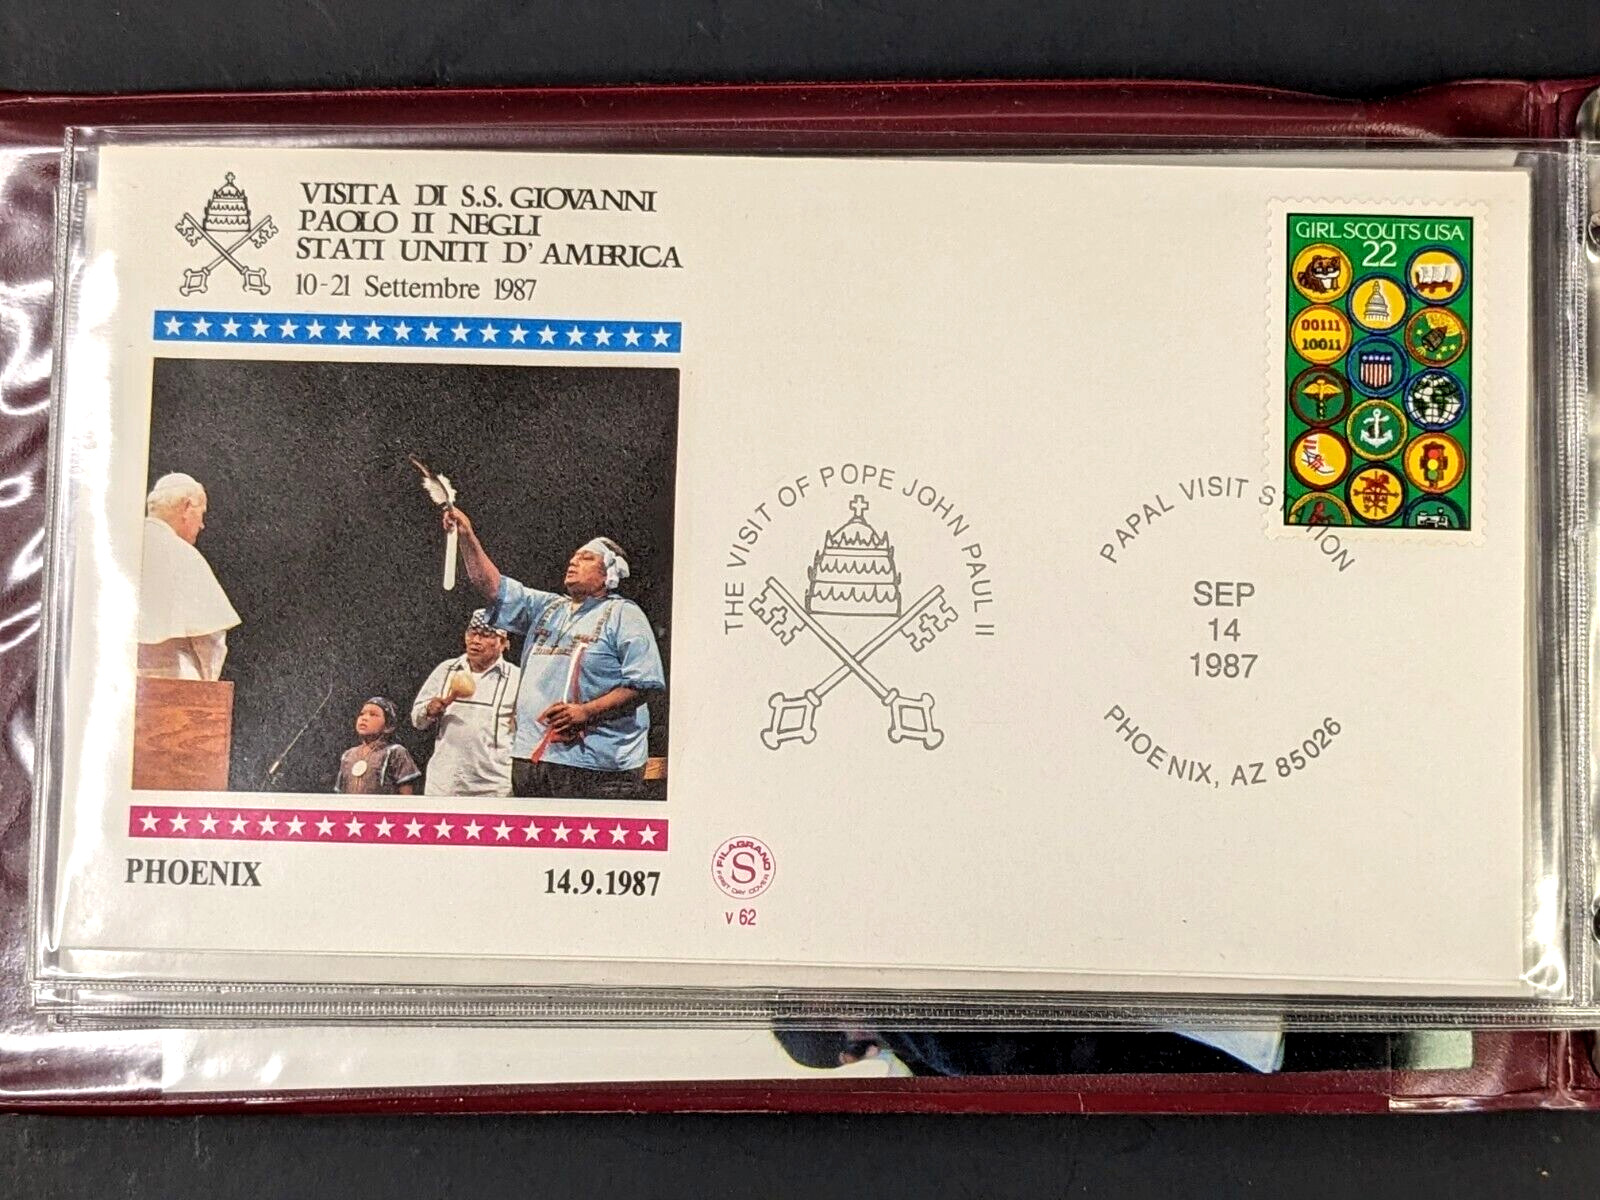 VISITA DI S.S. GIOVANNI
PAOLO II NEGLI
STATI UNITI D' AMERICA
10-21 Settembre 1987
PHOENIX
14.9.1987
FILAGRANO
S
FIRST DAY COVER
V 62
THE VISIT OF POPE JOHN PAUL II
GIRL SCOUTS USA
22
00111
10011
PAPAL VISIT STATION
SEP
14
1987
PHOENIX, AZ 85026